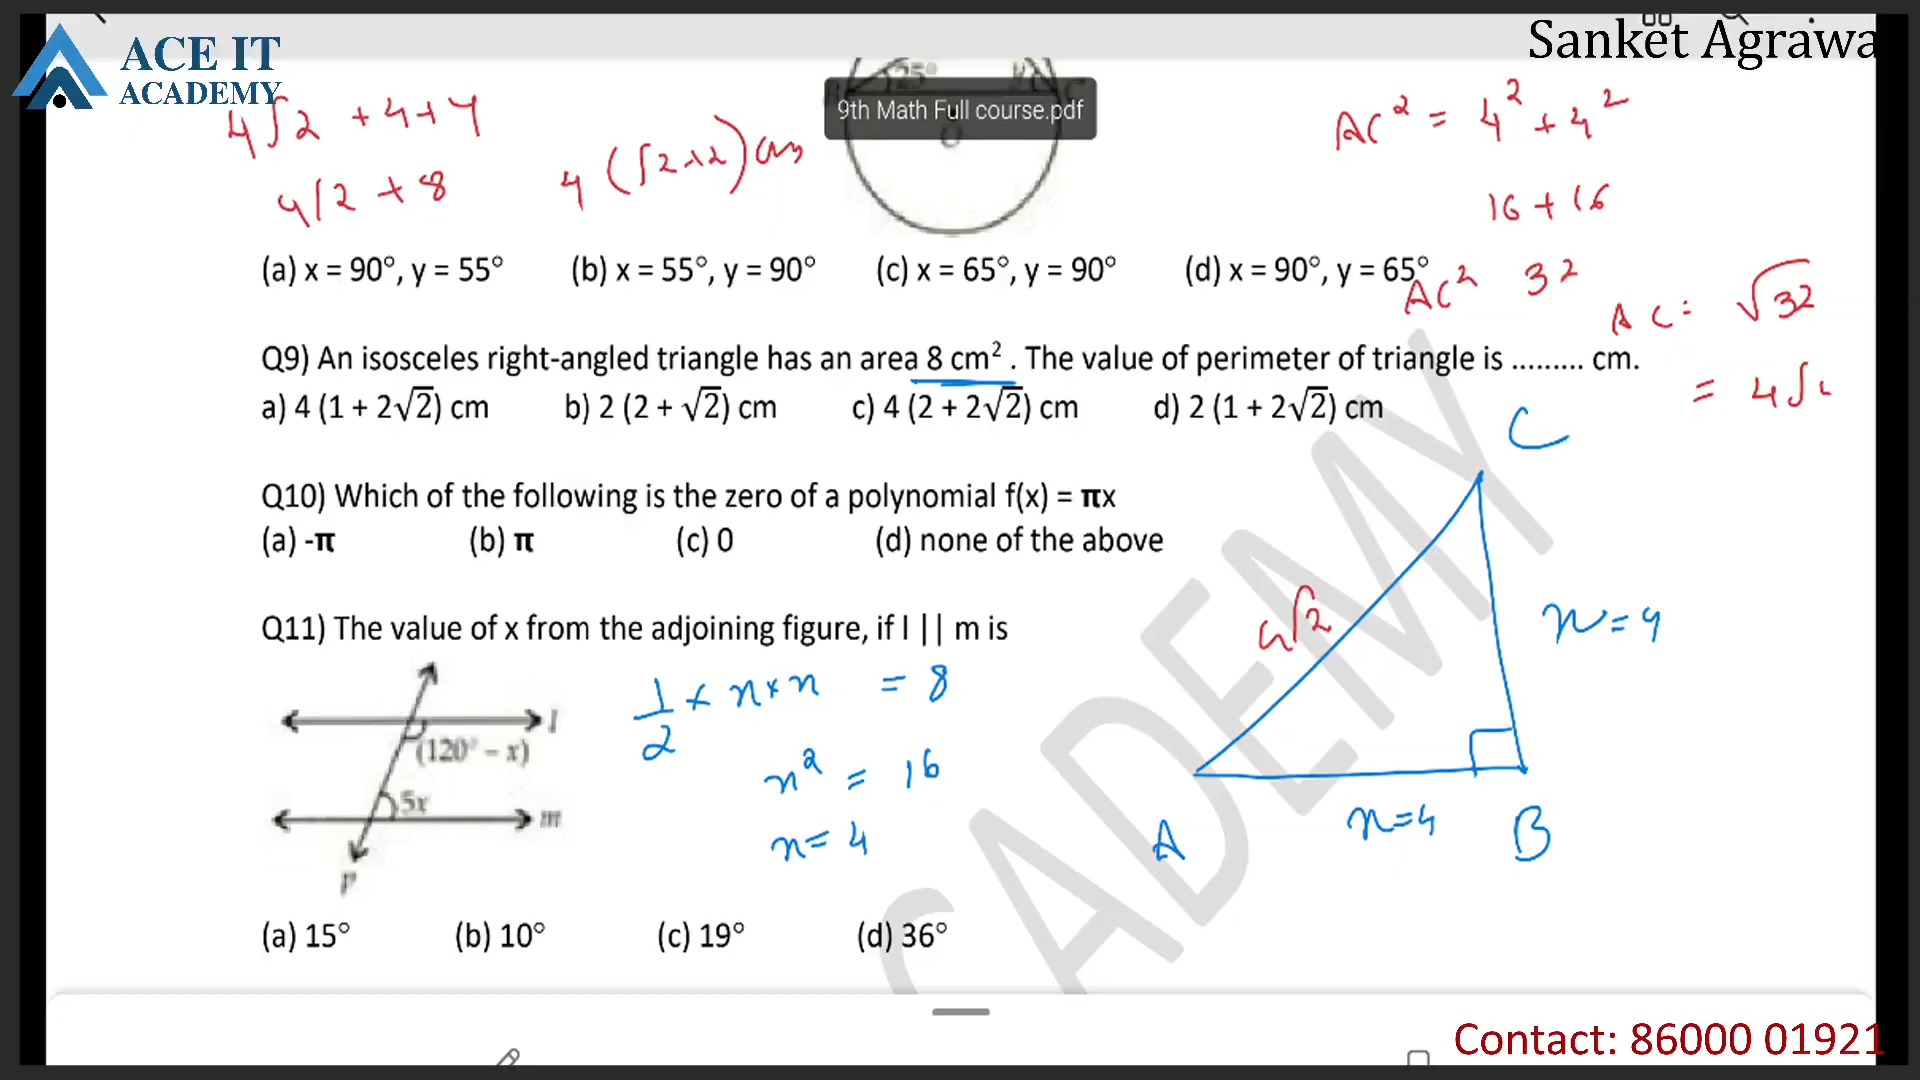 Sanket Agrawa
ACE IT
ACADEMY
9th Math Full course.pdf
25°
4√2 + 4 + 4
4√2 + 8
4 (√2+2) cm
AC² = 4² + 4²
16 + 16
AC² 32
AC = √32
= 4√
(a) x = 90°, y = 55° (b) x = 55°, y = 90° (c) x = 65°, y = 90° (d) x = 90°, y = 65°
Q9) An isosceles right-angled triangle has an area 8 cm² . The value of perimeter of triangle is ......... cm.
a) 4 (1 + 2√2) cm b) 2 (2 + √2) cm c) 4 (2 + 2√2) cm d) 2 (1 + 2√2) cm
Q10) Which of the following is the zero of a polynomial f(x) = πx
(a) -π (b) π (c) 0 (d) none of the above
Q11) The value of x from the adjoining figure, if l || m is
l
(120° – x)
5x
m
p
1/2 × x × x = 8
x² = 16
x = 4
C
4√2
x = 4
A
x = 4
B
(a) 15° (b) 10° (c) 19° (d) 36°
CADEMY
Contact: 86000 01921